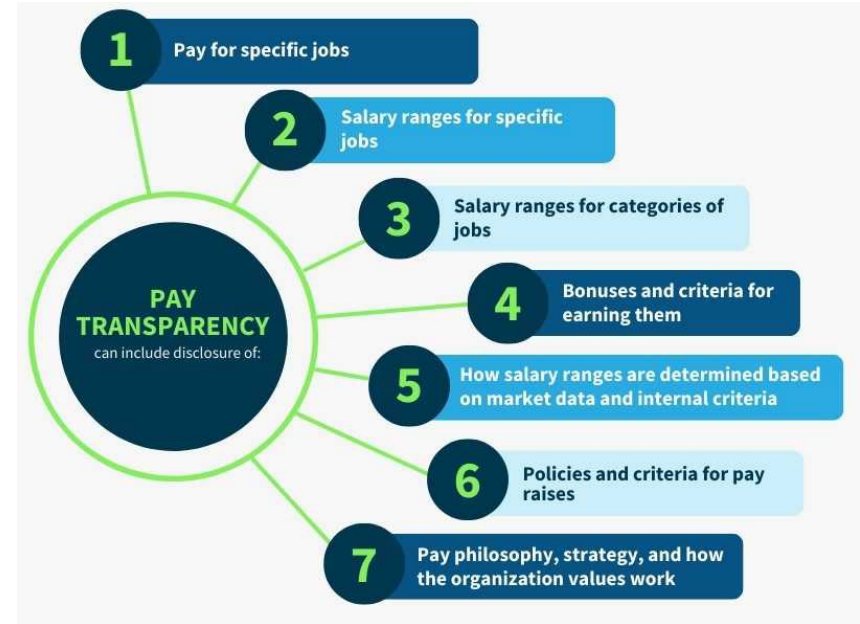 PAY
TRANSPARENCY
can include disclosure of:
1
Pay for specific jobs
2
Salary ranges for specific
jobs
3
Salary ranges for categories of
jobs
4
Bonuses and criteria for
earning them
5
How salary ranges are determined based
on market data and internal criteria
6
Policies and criteria for pay
raises
7
Pay philosophy, strategy, and how
the organization values work